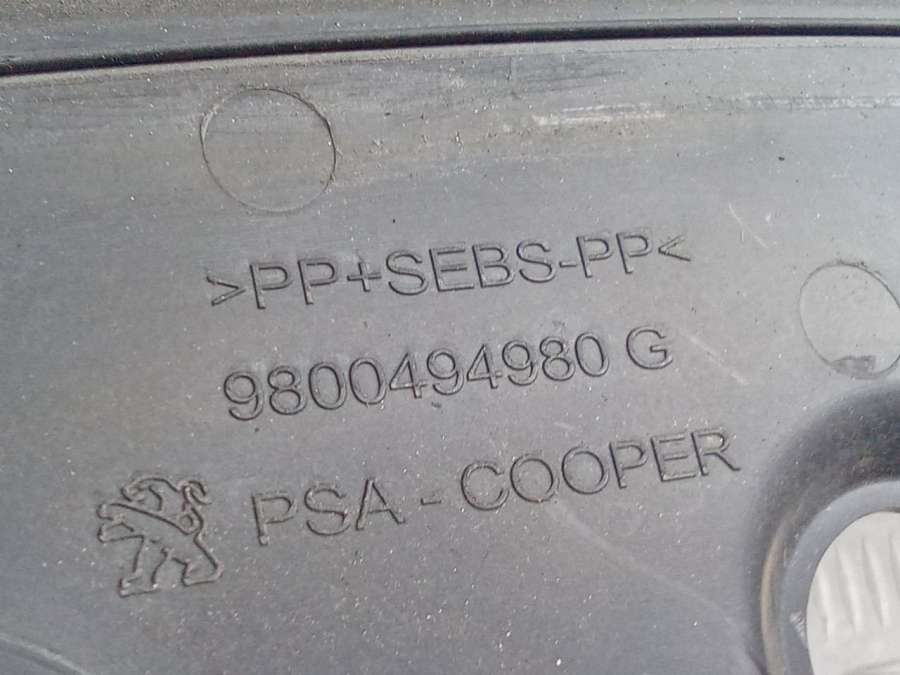 >PP+SEBS-PP<
9800494980 G
PSA - COOPER